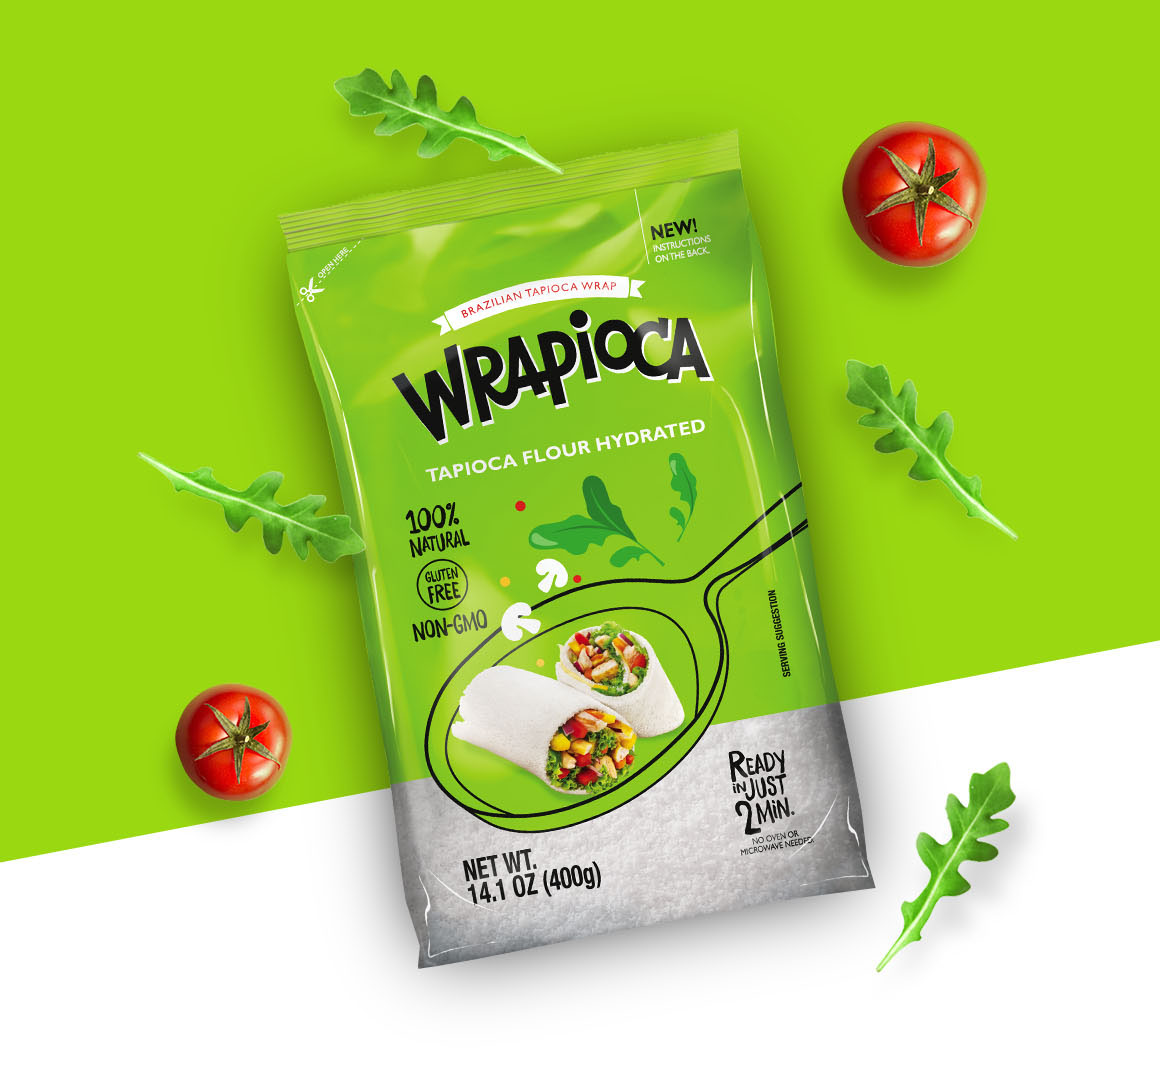 NEW!
INSTRUCTIONS
ON THE BACK.
OPEN HERE
BRAZILIAN TAPIOCA WRAP
WRAPiOCA
TAPIOCA FLOUR HYDRATED
100%
NATURAL
GLUTEN
FREE
NON-GMO
SERVING SUGGESTION
READY
iN JUST
2 MiN.
NO OVEN OR
MICROWAVE NEEDED.
NET WT.
14.1 OZ (400g)